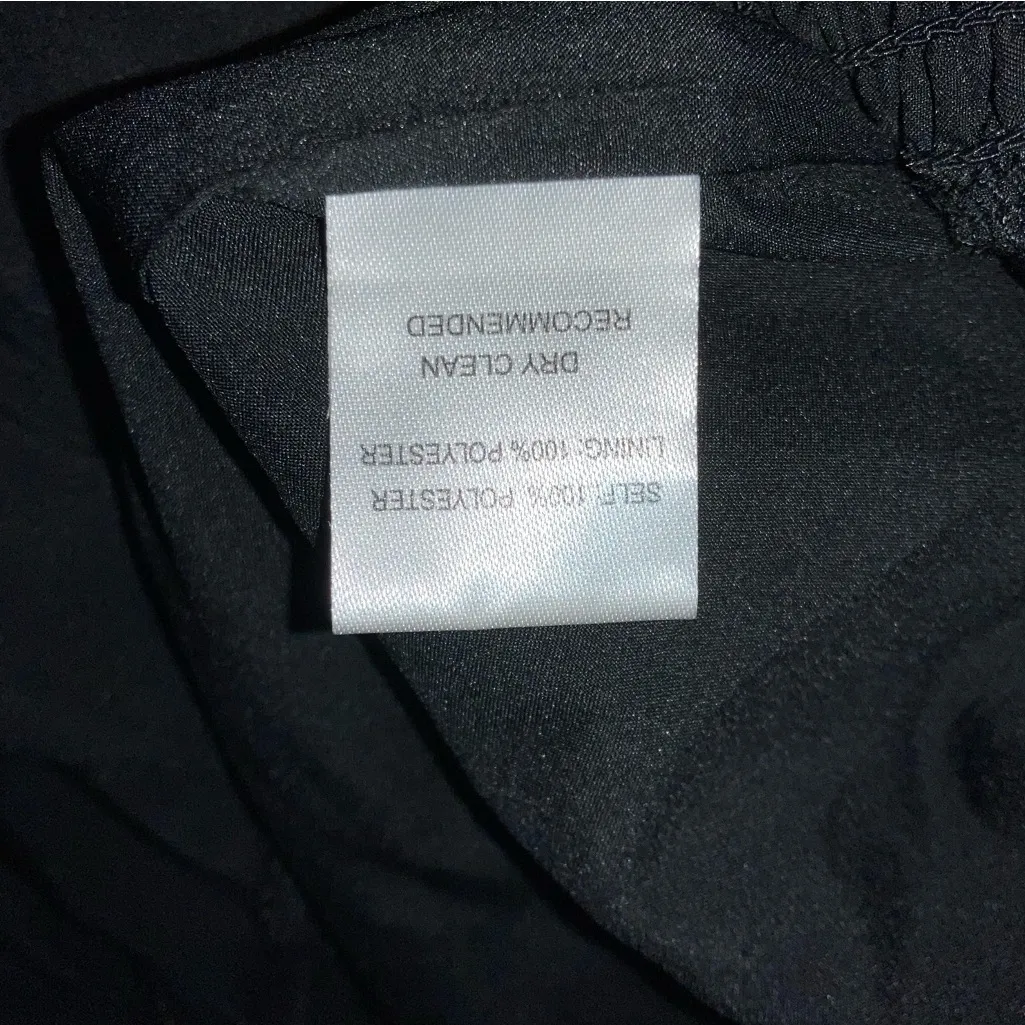 SELF: 100% POLYESTER
LINING: 100% POLYESTER
DRY CLEAN
RECOMMENDED